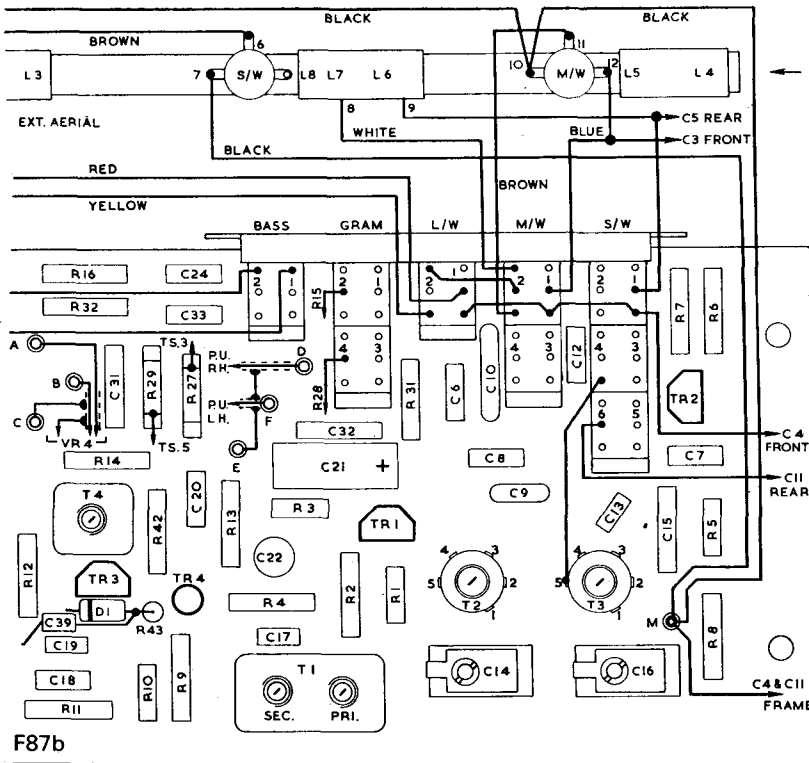 BLACK BLACK
BROWN
6 11
L3 7 S/W L8 L7 L6 10 M/W 12 L5 L4
8 9
C5 REAR
EXT. AERIAL WHITE BLUE C3 FRONT
BLACK
RED
BROWN
YELLOW
BASS GRAM L/W M/W S/W
R16 C24 2 1 2 1 2 1 2 1 2 1 R7 R6
R32 C33 R15
A TS.3 4 3 4 3
P.U. R.H. D
B C31 R29 R27 R28 R31 C6 C10 C12 TR2
C P.U. L.H. F 6 5
VR4 TS.5 E C32 C4 FRONT
R14 C21 + C8 C7
C11 REAR
T4 R42 C20 R13 R3 C9 C13 C15 R5
TR1
R12 C22 4 3 4 3
TR3 TR4 R2 R1 5 T2 2 5 T3 2
D1 R4 1 1
C39 R43 M R8
C19 C17
C18 R10 R9 T1 C14 C16
C4 & C11 FRAME
R11 SEC. PRI.
F87b